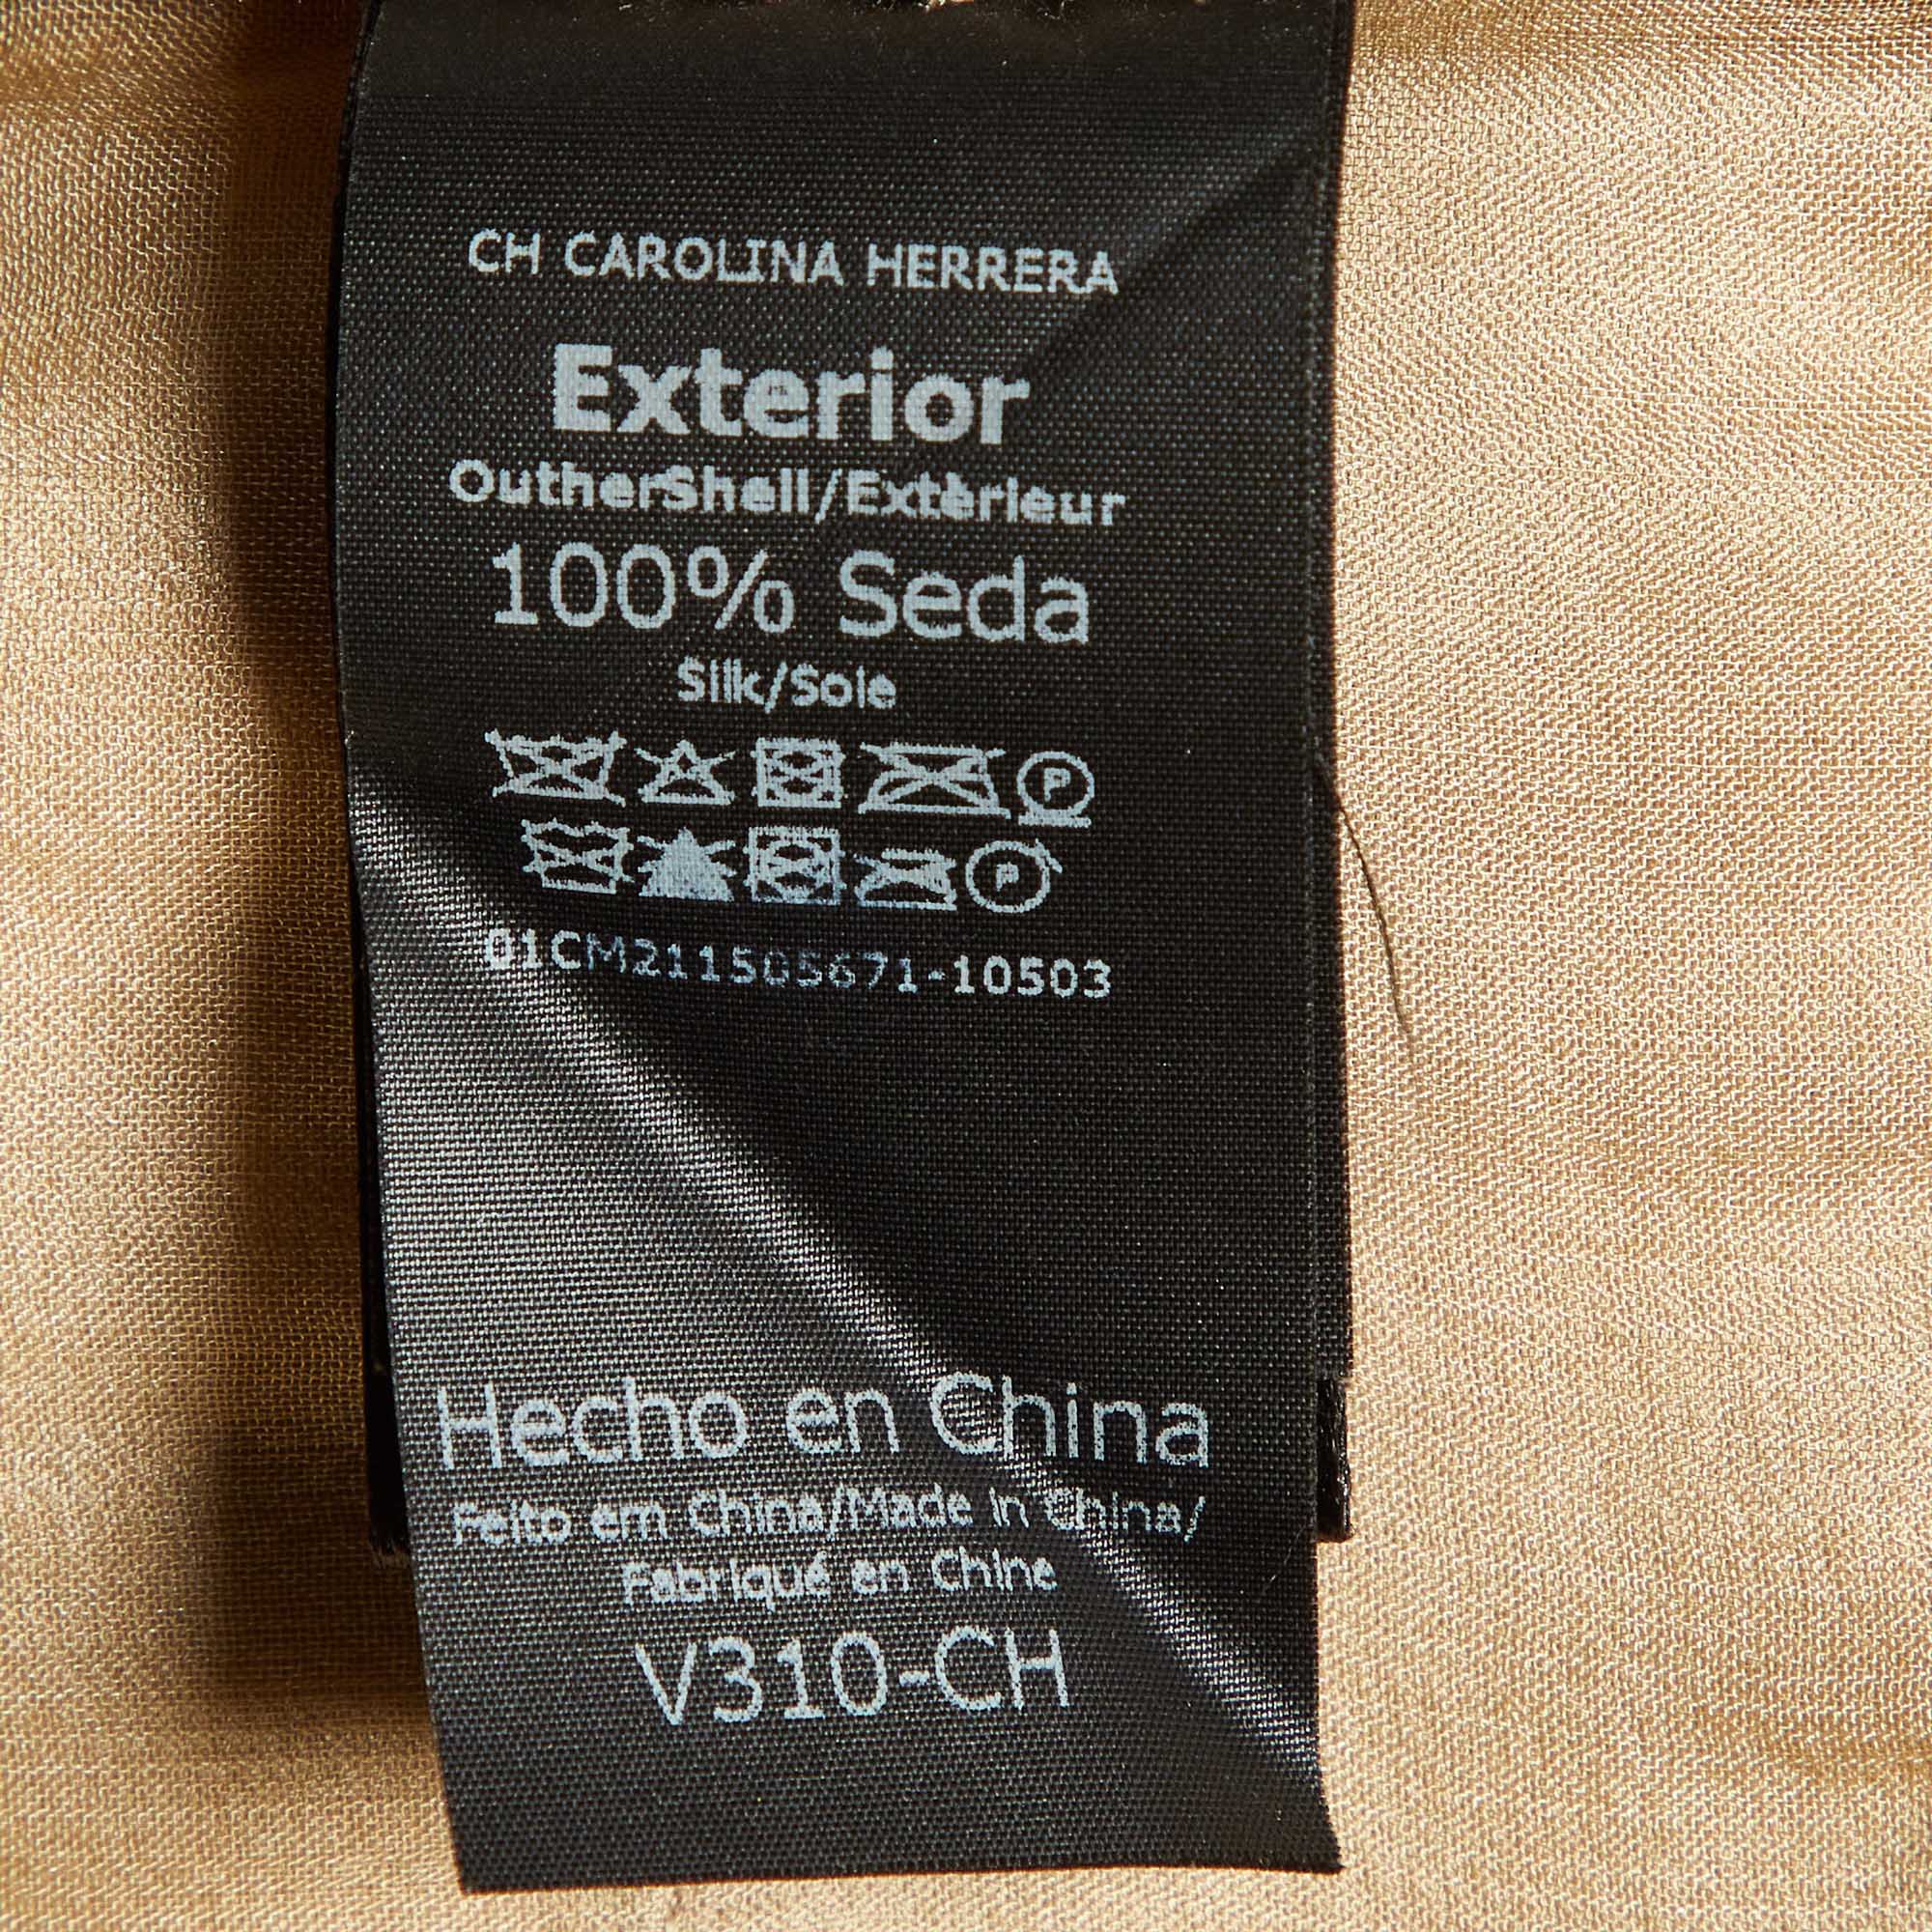 CH CAROLINA HERRERA
Exterior
OutherShell/Extèrieur
100% Seda
Silk/Soie
P
P
01CM211505671-10503
Hecho en China
Feito em China/Made in China/
Fabriqué en Chine
V310-CH